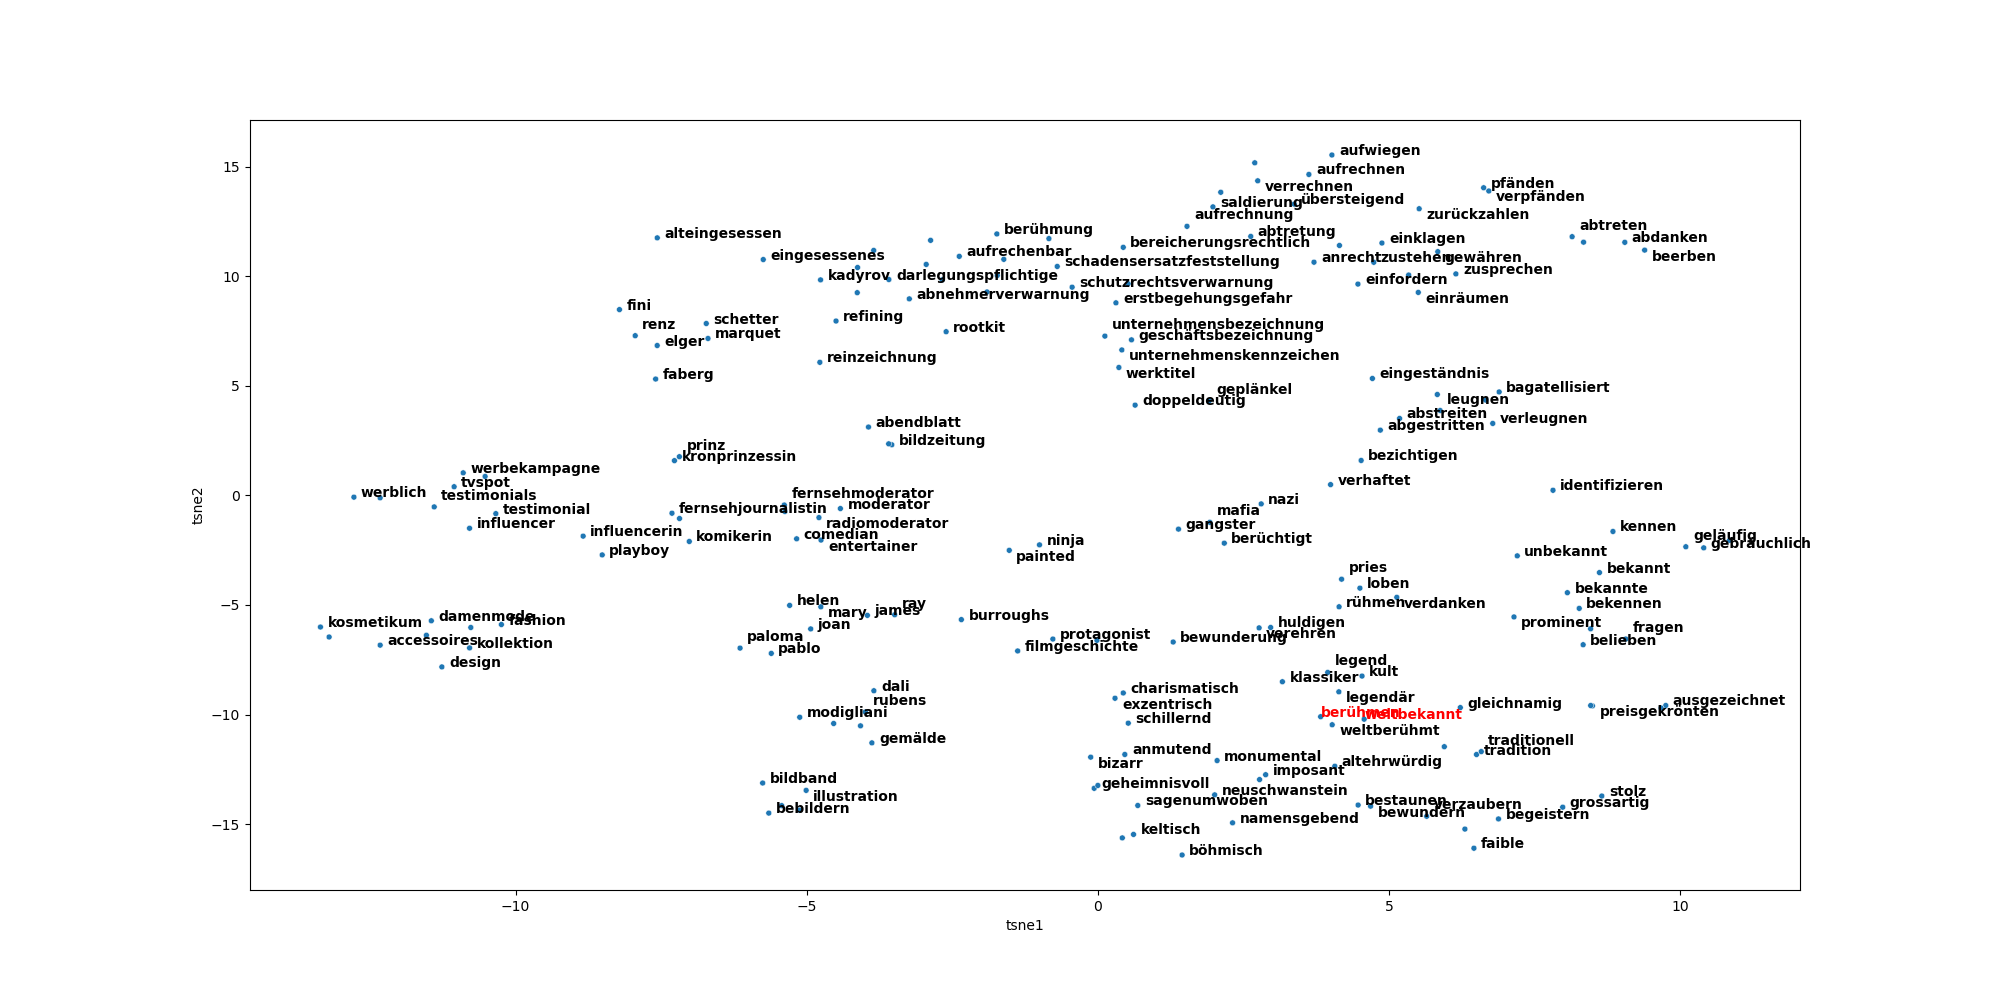 aufwiegen
aufrechnen
verrechnen
pfänden
verpfänden
saldierung
übersteigend
aufrechnung
zurückzahlen
abtreten
alteingesessen
berühmung
abtretung
einklagen
abdanken
bereicherungsrechtlich
eingesessenes
aufrechenbar
schadensersatzfeststellung
anrecht
zustehen
gewähren
beerben
kadyrov
darlegungspflichtige
schutzrechtsverwarnung
einfordern
zusprechen
abnehmerverwarnung
erstbegehungsgefahr
einräumen
fini
schetter
refining
renz
marquet
rootkit
unternehmensbezeichnung
elger
geschäftsbezeichnung
reinzeichnung
unternehmenskennzeichen
faberg
werktitel
eingeständnis
geplänkel
bagatellisiert
doppeldeutig
leugnen
abstreiten
abendblatt
abgestritten
verleugnen
bildzeitung
prinz
kronprinzessin
bezichtigen
werbekampagne
tvspot
verhaftet
identifizieren
werblich
testimonials
fernsehmoderator
nazi
testimonial
fernsehjournalistin
moderator
mafia
influencer
radiomoderator
gangster
kennen
influencerin
komikerin
comedian
berüchtigt
geläufig
playboy
entertainer
ninja
gebräuchlich
painted
unbekannt
pries
bekannt
loben
bekannte
helen
ray
rühmen
verdanken
bekennen
mary
james
kosmetikum
damenmode
fashion
joan
burroughs
huldigen
prominent
fragen
accessoires
kollektion
paloma
protagonist
bewunderung
verehren
belieben
pablo
filmgeschichte
design
legend
klassiker
kult
dali
charismatisch
legendär
rubens
exzentrisch
gleichnamig
ausgezeichnet
modigliani
schillernd
berühmen
weltbekannt
preisgekrönten
weltberühmt
gemälde
traditionell
anmutend
tradition
bizarr
monumental
altehrwürdig
bildband
imposant
geheimnisvoll
neuschwanstein
stolz
illustration
sagenumwoben
bestaunen
verzaubern
grossartig
bebildern
bewundern
begeistern
namensgebend
keltisch
faible
böhmisch
15
10
5
0
−5
−10
−15
tsne2
−10
−5
0
5
10
tsne1